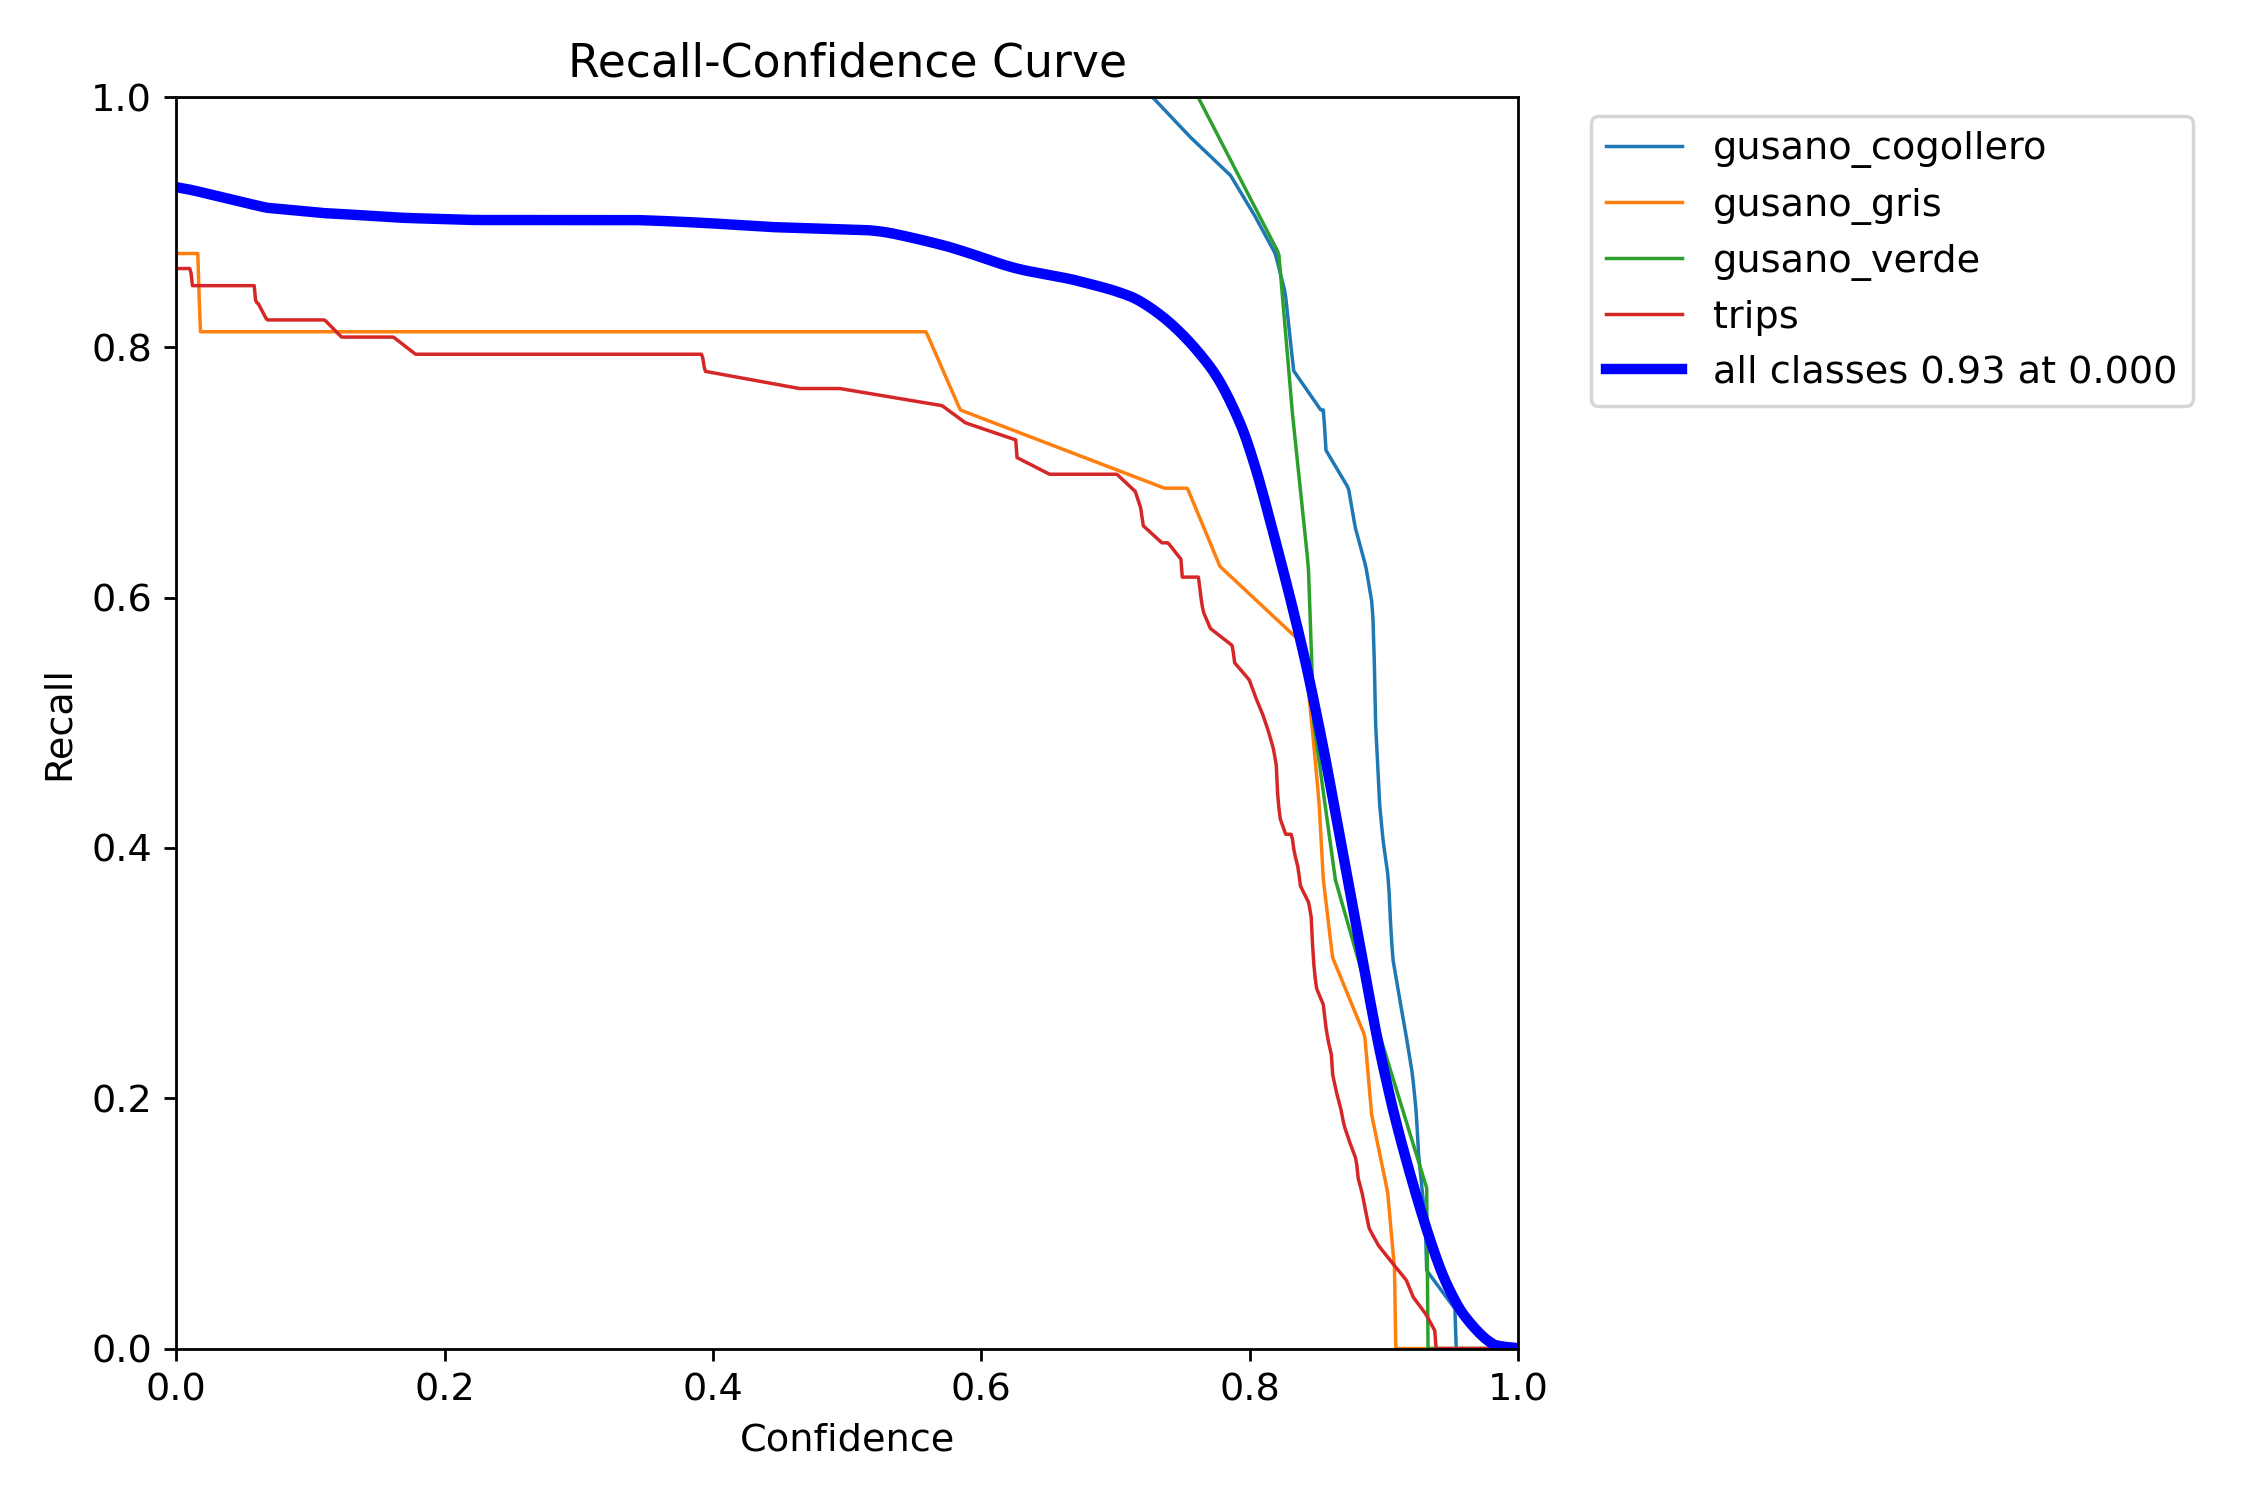 Recall-Confidence Curve
1.0
0.8
0.6
0.4
0.2
0.0
Recall
0.0 0.2 0.4 0.6 0.8 1.0
Confidence
gusano_cogollero
gusano_gris
gusano_verde
trips
all classes 0.93 at 0.000